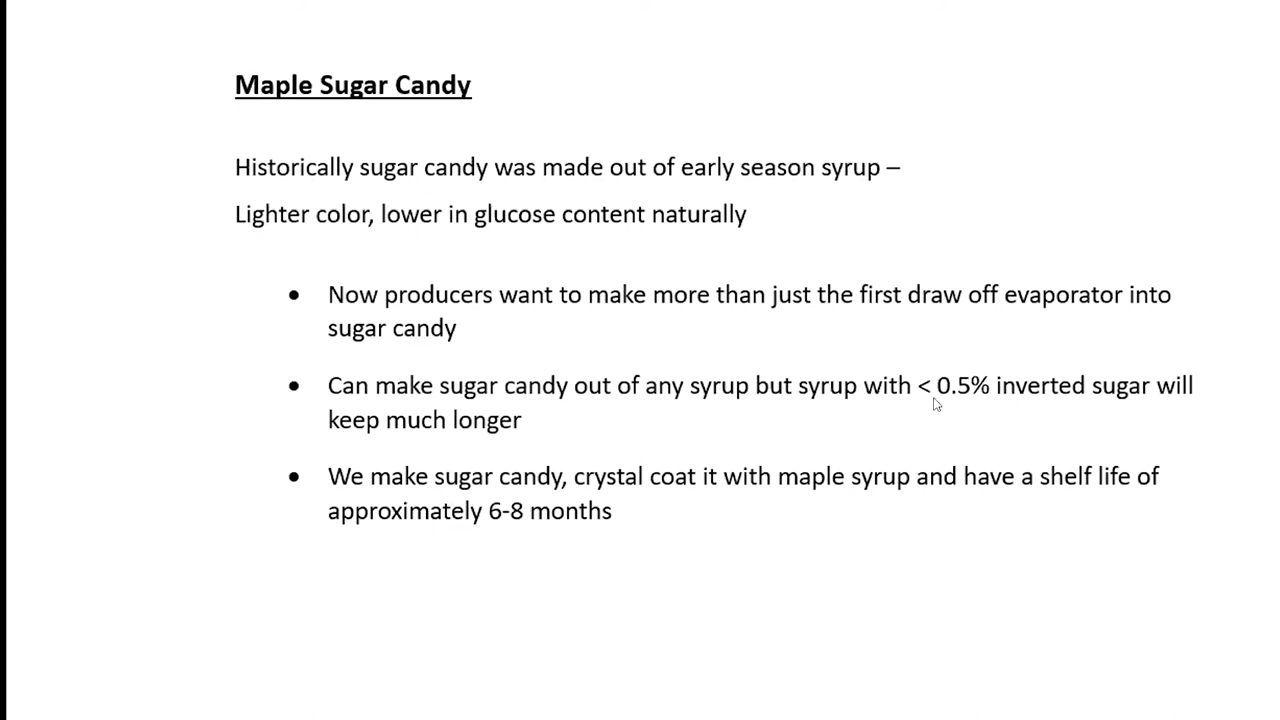 Maple Sugar Candy
Historically sugar candy was made out of early season syrup –
Lighter color, lower in glucose content naturally
• Now producers want to make more than just the first draw off evaporator into
sugar candy
• Can make sugar candy out of any syrup but syrup with < 0.5% inverted sugar will
keep much longer
• We make sugar candy, crystal coat it with maple syrup and have a shelf life of
approximately 6-8 months